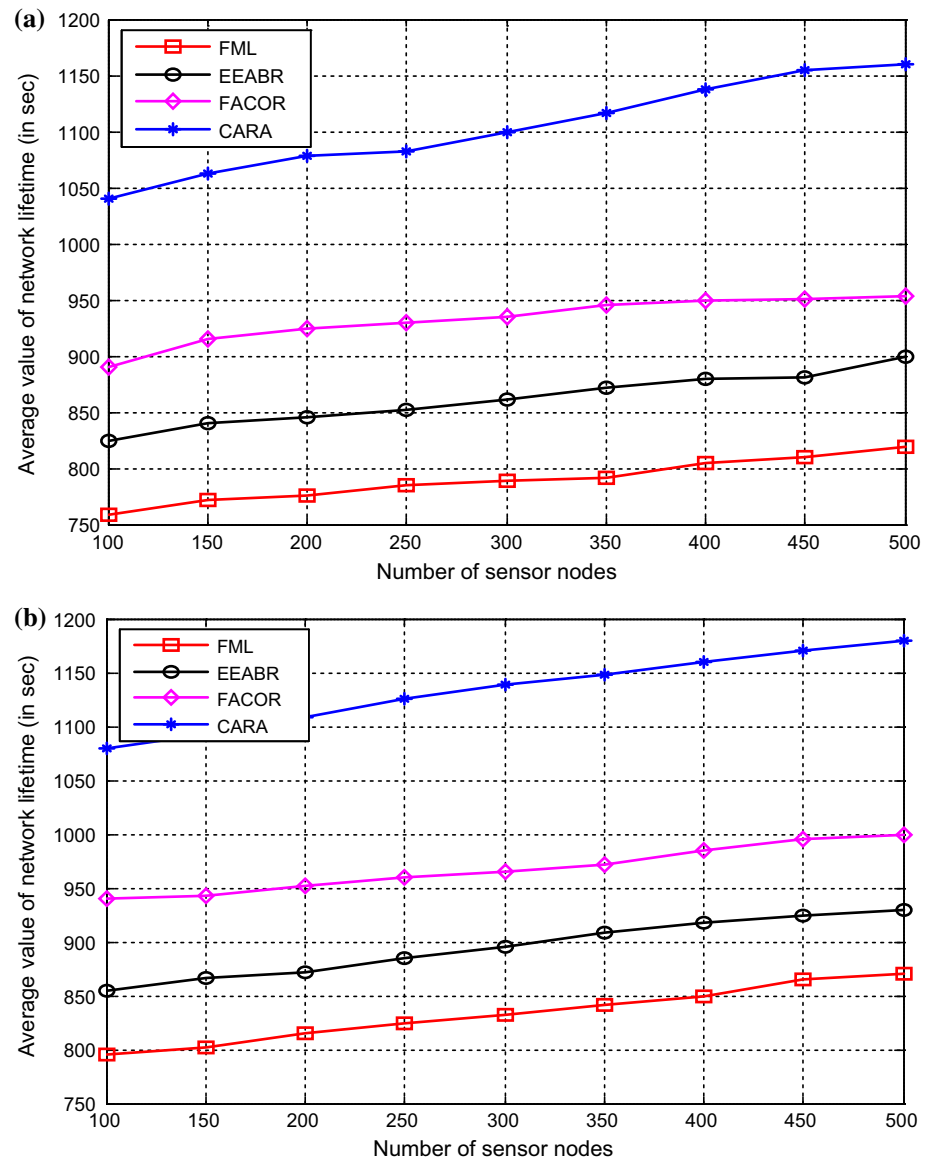 (a)
1200
1150
1100
1050
1000
950
900
850
800
750
100 150 200 250 300 350 400 450 500
Average value of network lifetime (in sec)
Number of sensor nodes
FML
EEABR
FACOR
CARA
(b)
1200
1150
1100
1050
1000
950
900
850
800
750
100 150 200 250 300 350 400 450 500
Average value of network lifetime (in sec)
Number of sensor nodes
FML
EEABR
FACOR
CARA